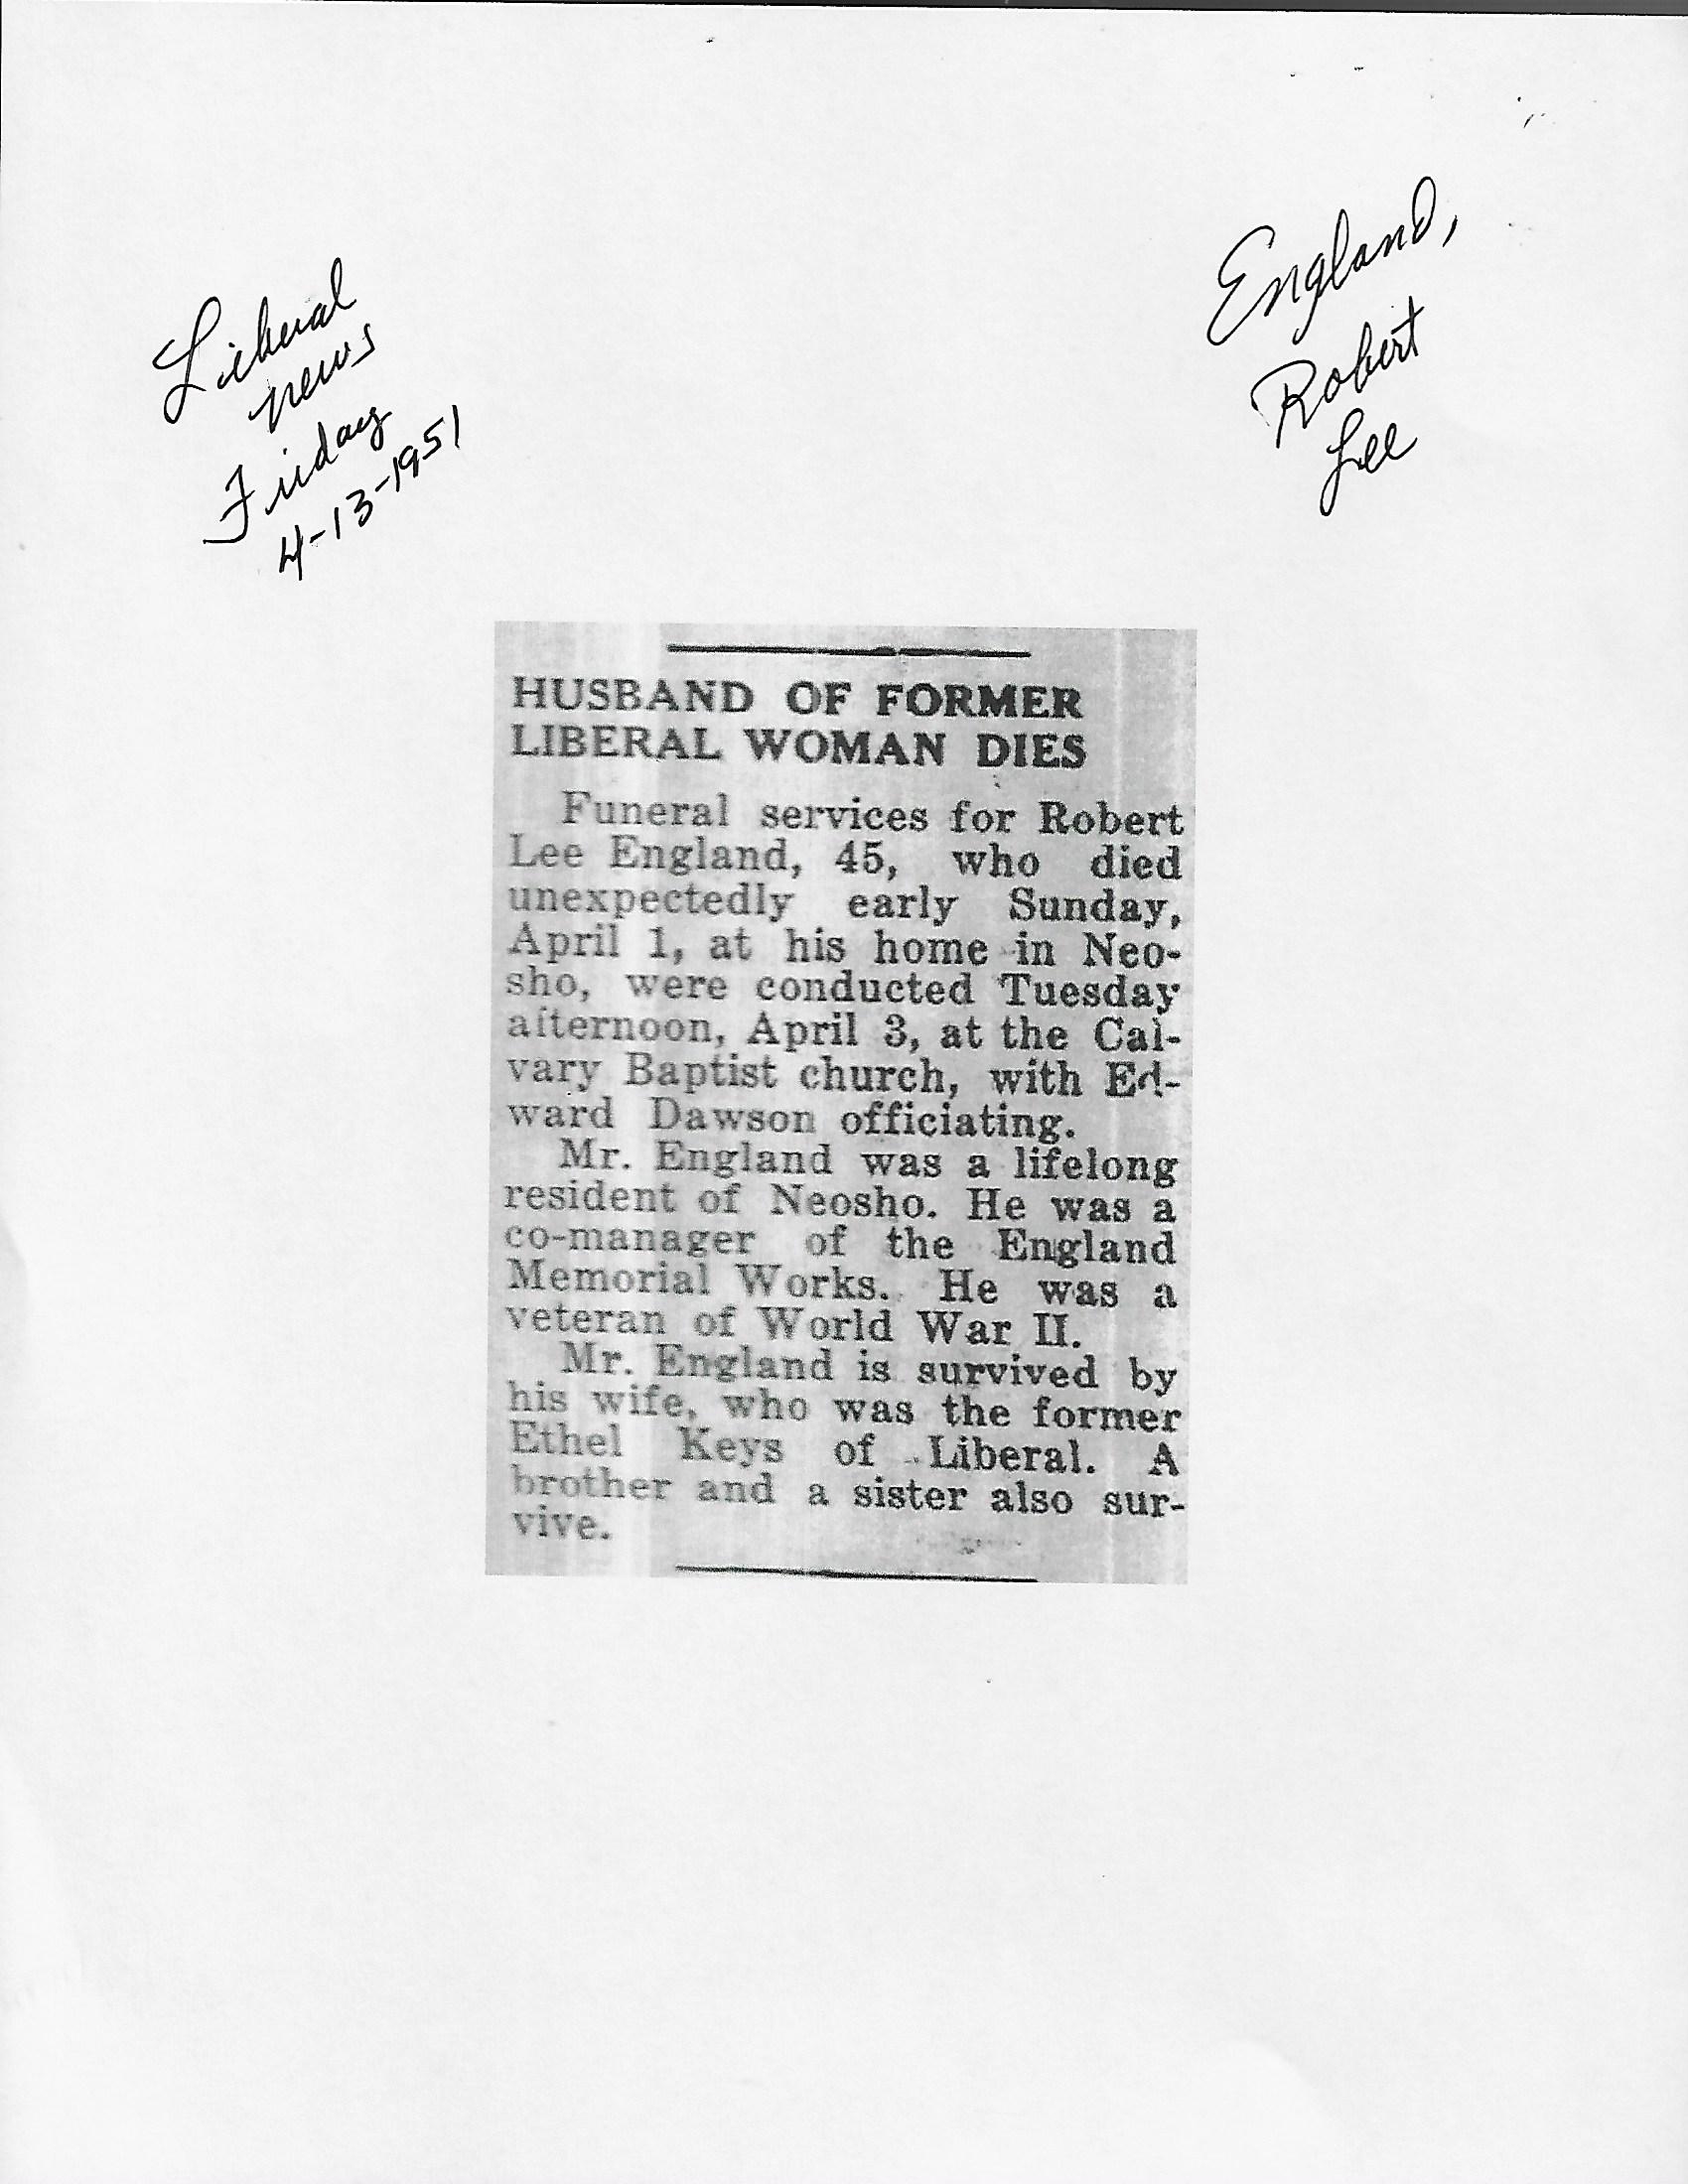 Liberal
news
Friday
4-13-1951
England,
Robert
Lee
HUSBAND OF FORMER
LIBERAL WOMAN DIES
Funeral services for Robert
Lee England, 45, who died
unexpectedly early Sunday,
April 1, at his home in Neo-
sho, were conducted Tuesday
afternoon, April 3, at the Cal-
vary Baptist church, with Ed-
ward Dawson officiating.
Mr. England was a lifelong
resident of Neosho. He was a
co-manager of the England
Memorial Works. He was a
veteran of World War II.
Mr. England is survived by
his wife, who was the former
Ethel Keys of Liberal. A
brother and a sister also sur-
vive.